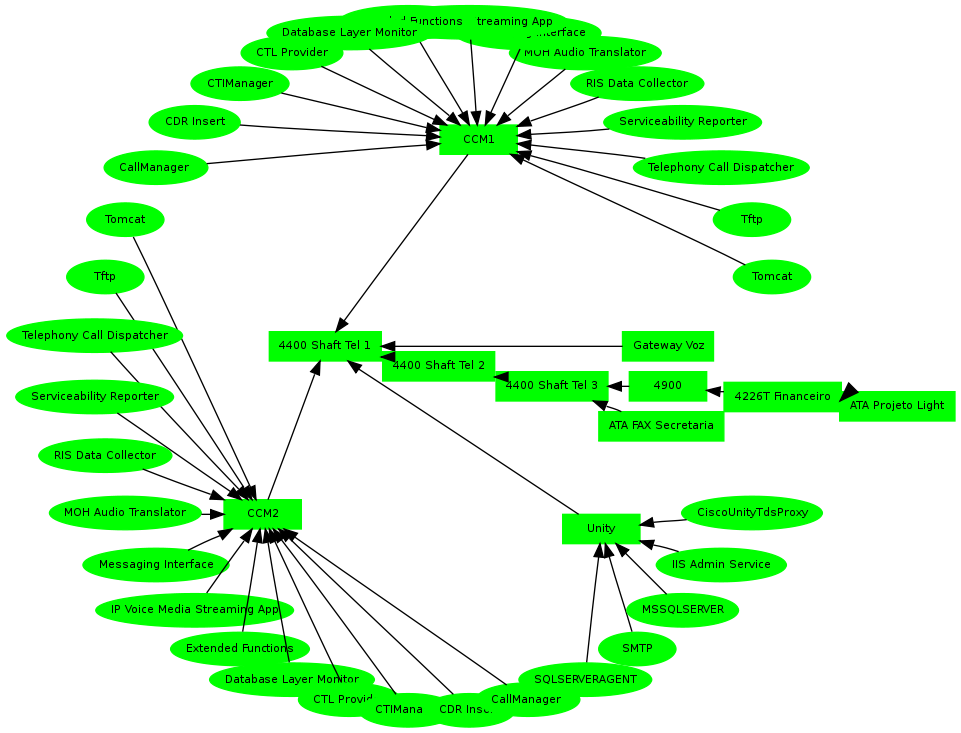 Functions
treaming App
Database Layer Monitor
Interface
CTL Provider
MOH Audio Translator
CTIManager
RIS Data Collector
CDR Insert
Serviceability Reporter
CCM1
CallManager
Telephony Call Dispatcher
Tomcat
Tftp
Tftp
Tomcat
Telephony Call Dispatcher
4400 Shaft Tel 1
Gateway Voz
4400 Shaft Tel 2
4400 Shaft Tel 3
4900
4226T Financeiro
ATA Projeto Light
Serviceability Reporter
ATA FAX Secretaria
RIS Data Collector
MOH Audio Translator
CCM2
CiscoUnityTdsProxy
Unity
Messaging Interface
IIS Admin Service
IP Voice Media Streaming App
MSSQLSERVER
Extended Functions
SMTP
Database Layer Monitor
SQLSERVERAGENT
CTL Provid
CTIMana
CDR Inser
CallManager